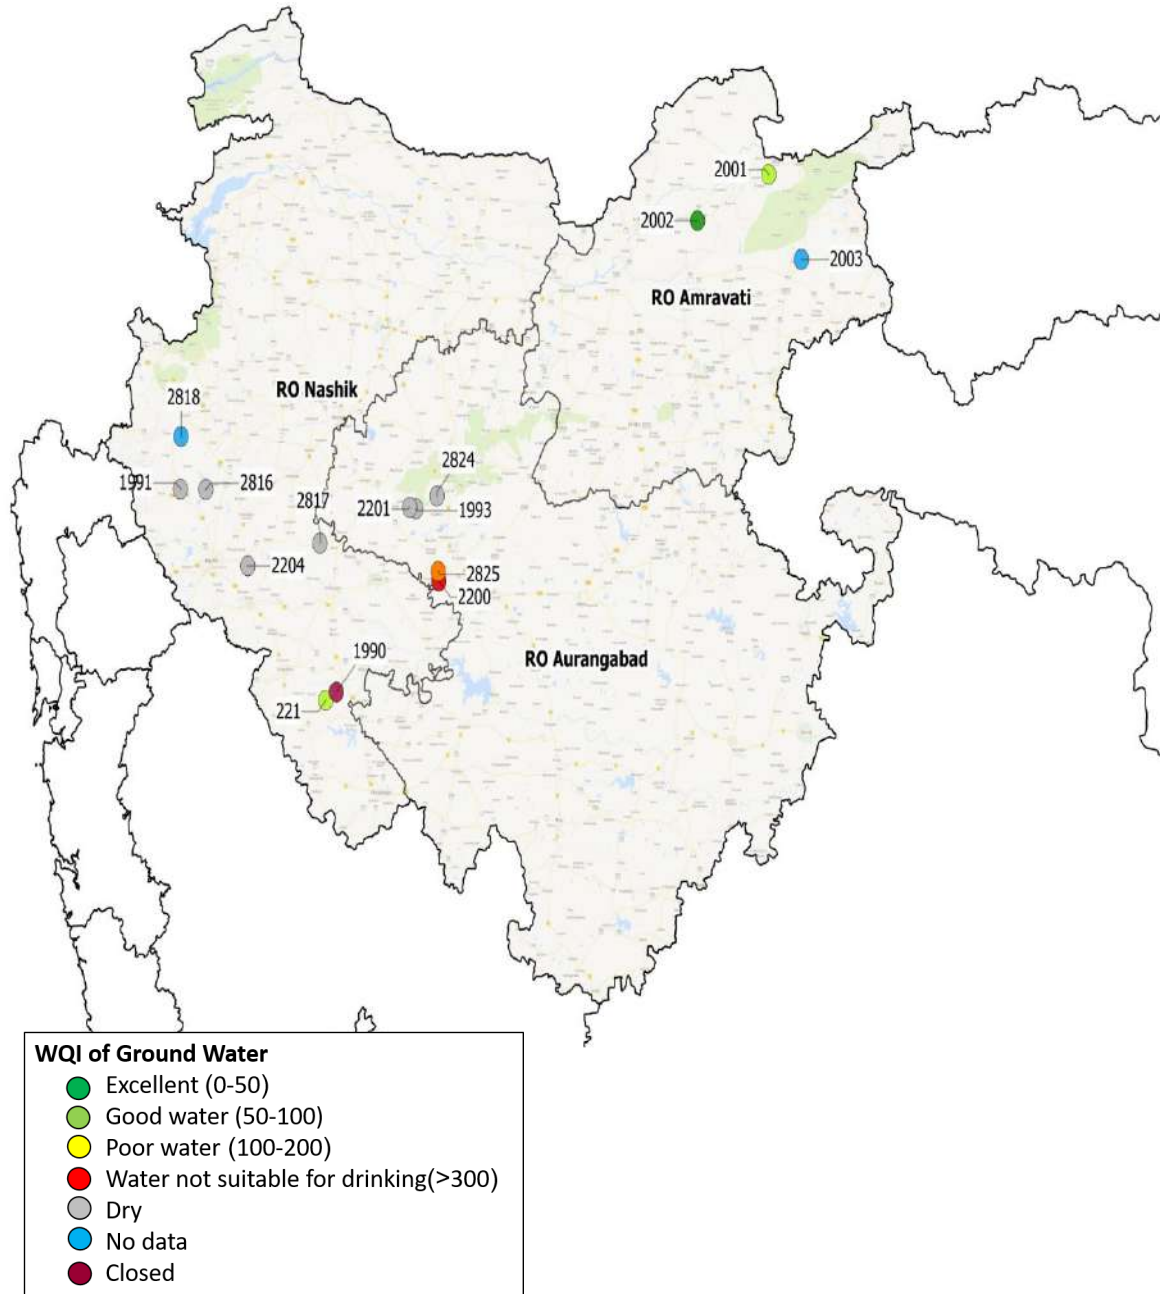 2001
2002
2003
RO Amravati
RO Nashik
2818
2824
1991
2816
2817
2201
1993
2204
2825
2200
1990
RO Aurangabad
221
WQI of Ground Water
Excellent (0-50)
Good water (50-100)
Poor water (100-200)
Water not suitable for drinking(>300)
Dry
No data
Closed